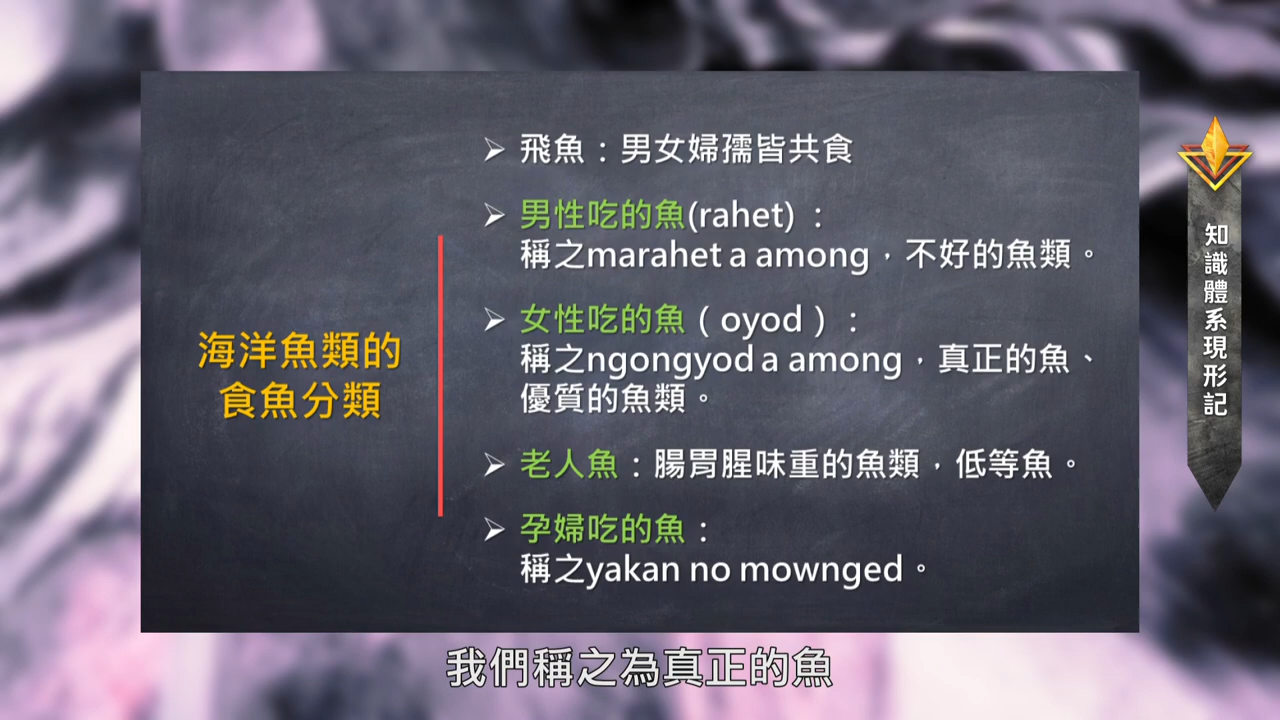 海洋魚類的
食魚分類
➢ 飛魚：男女婦孺皆共食
➢ 男性吃的魚(rahet)：
稱之marahet a among，不好的魚類。
➢ 女性吃的魚（oyod）：
稱之ngongyod a among，真正的魚、
優質的魚類。
➢ 老人魚：腸胃腥味重的魚類，低等魚。
➢ 孕婦吃的魚：
稱之yakan no mownged。
知識體系現形記
我們稱之為真正的魚